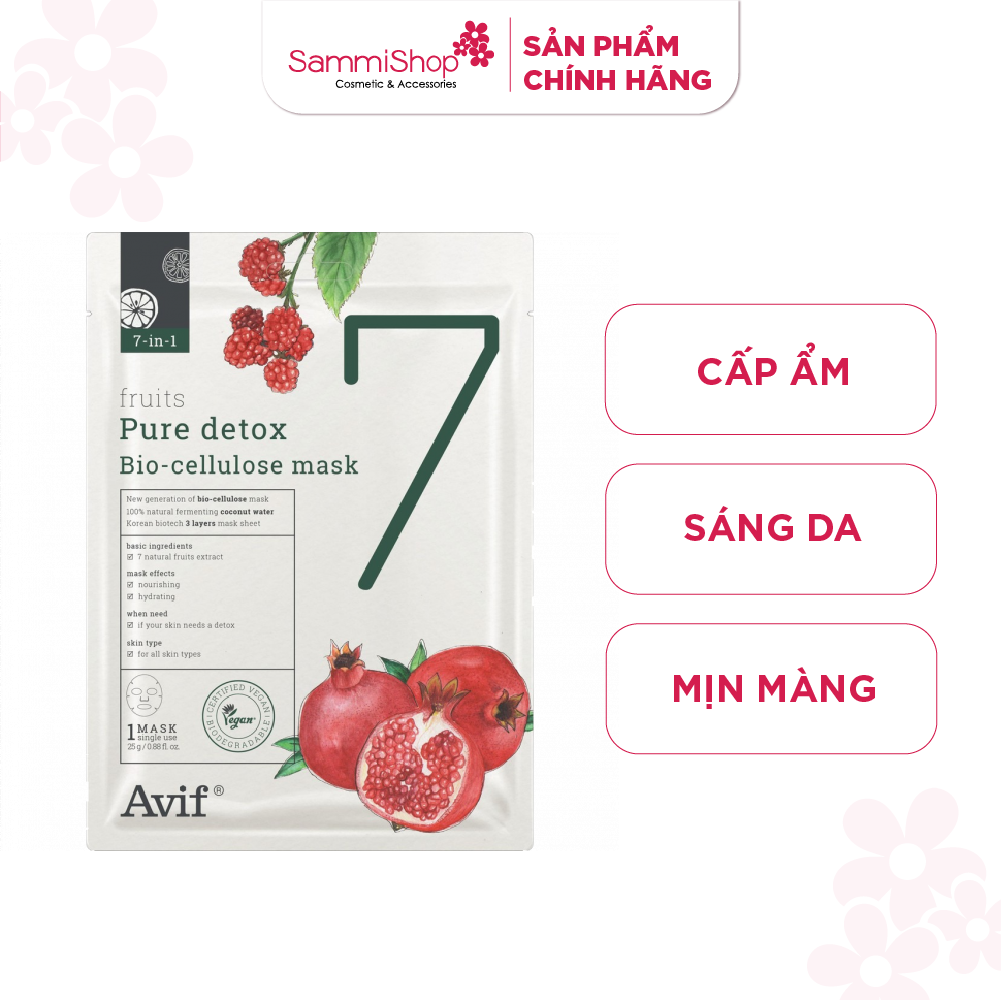 SammiShop
Cosmetic & Accessories
SẢN PHẨM
CHÍNH HÃNG
7-in-1
7
fruits
Pure detox
Bio-cellulose mask
New generation of bio-cellulose mask
100% natural fermenting coconut water
Korean biotech 3 layers mask sheet
basic ingredients
☑ 7 natural fruits extract
mask effects
☑ nourishing
☑ hydrating
when need
☑ if your skin needs a detox
skin type
☑ for all skin types
1 MASK
single use
25 g / 0.88 fl. oz.
CERTIFIED VEGAN
Vegan
BIODEGRADABLE
Avif ®
CẤP ẨM
SÁNG DA
MỊN MÀNG